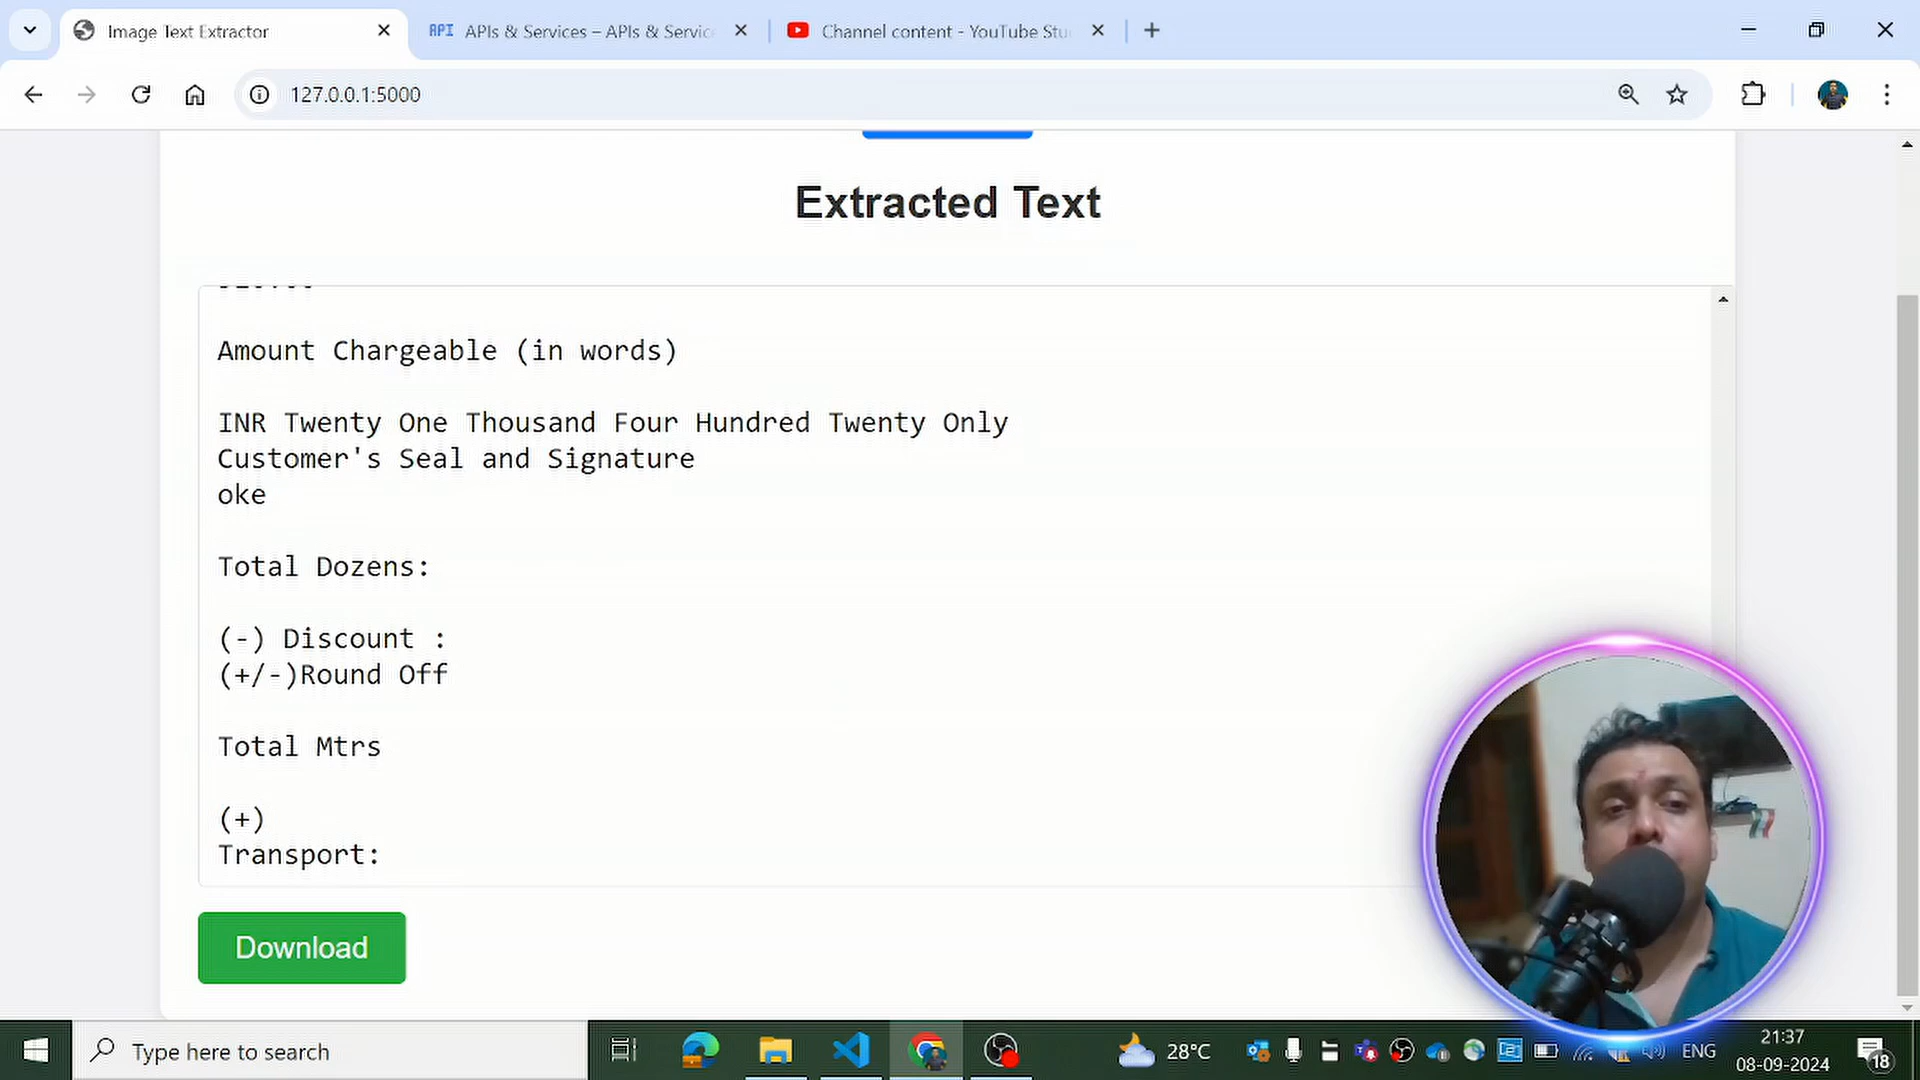 Image Text Extractor
API APIs & Services – APIs & Servic
Channel content - YouTube Stu
127.0.0.1:5000
Extracted Text
Amount Chargeable (in words)
INR Twenty One Thousand Four Hundred Twenty Only
Customer's Seal and Signature
oke
Total Dozens:
(-) Discount :
(+/-)Round Off
Total Mtrs
(+)
Transport:
Download
Type here to search
28°C
ENG
21:37
08-09-2024
18